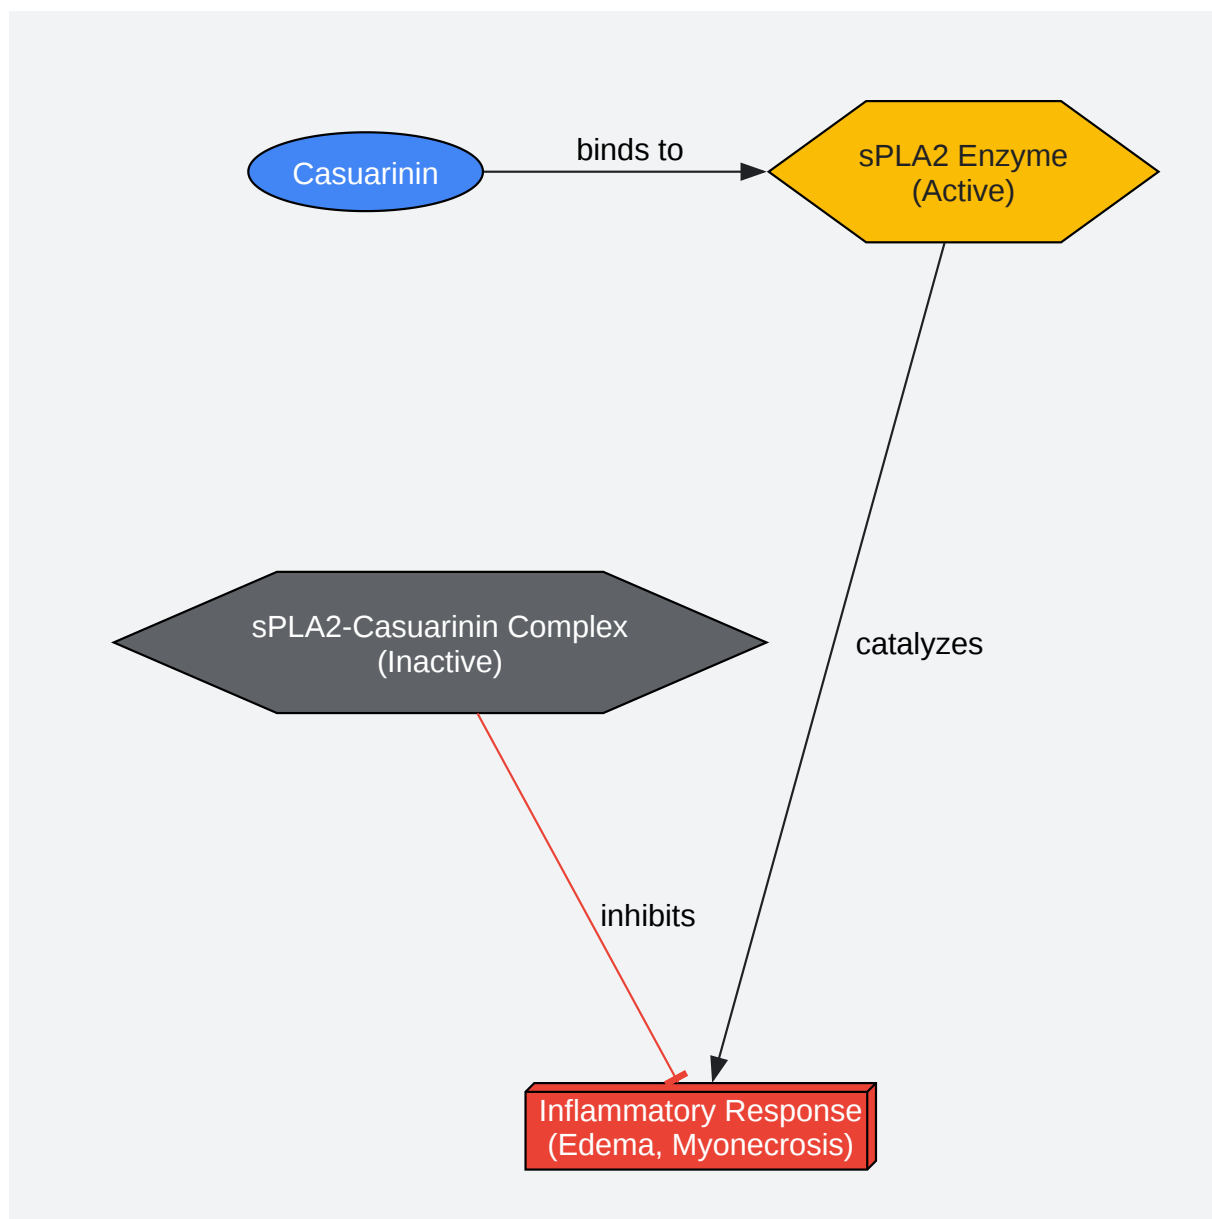 Casuarinin
binds to
sPLA2 Enzyme
(Active)
sPLA2-Casuarinin Complex
(Inactive)
catalyzes
inhibits
Inflammatory Response
(Edema, Myonecrosis)